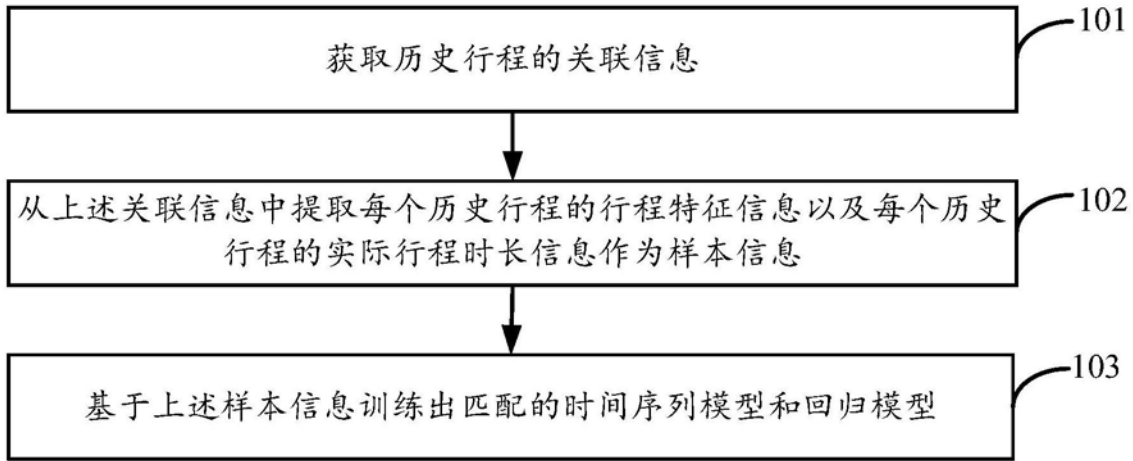 101
获取历史行程的关联信息
102
从上述关联信息中提取每个历史行程的行程特征信息以及每个历史
行程的实际行程时长信息作为样本信息
103
基于上述样本信息训练出匹配的时间序列模型和回归模型